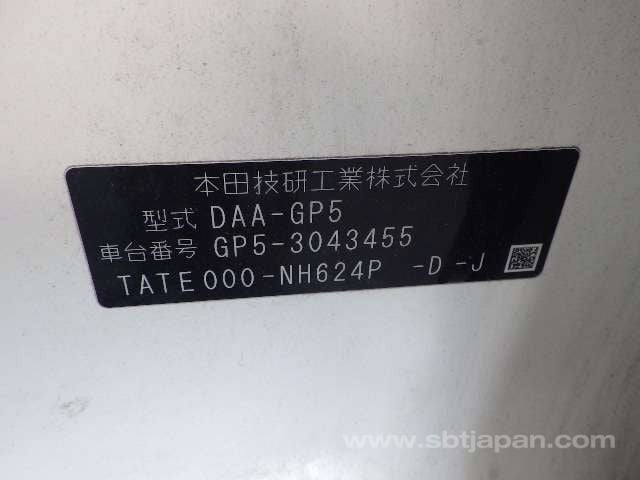 本田技研工業株式会社
型式 DAA-GP5
車台番号 GP5-3043455
TATE000-NH624P -D -J
www.sbtjapan.com